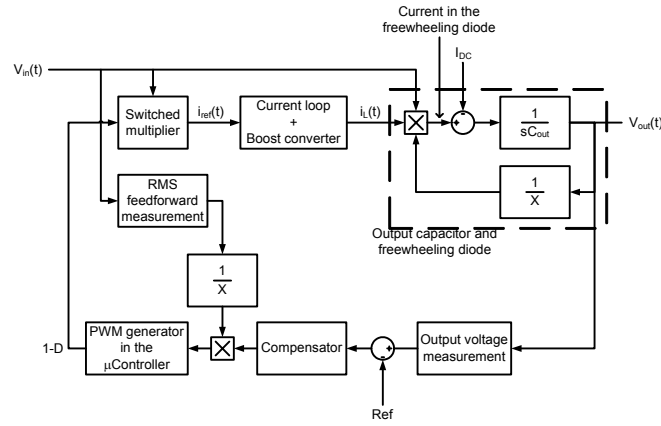 Current in the
freewheeling diode
V_in(t)
I_DC
Switched
multiplier
i_ref(t)
Current loop
+
Boost converter
i_L(t)
+
-
1
sC_out
V_out(t)
RMS
feedforward
measurement
1
X
Output capacitor and
freewheeling diode
1
X
1-D
PWM generator
in the
μController
Compensator
-
+
Output voltage
measurement
Ref